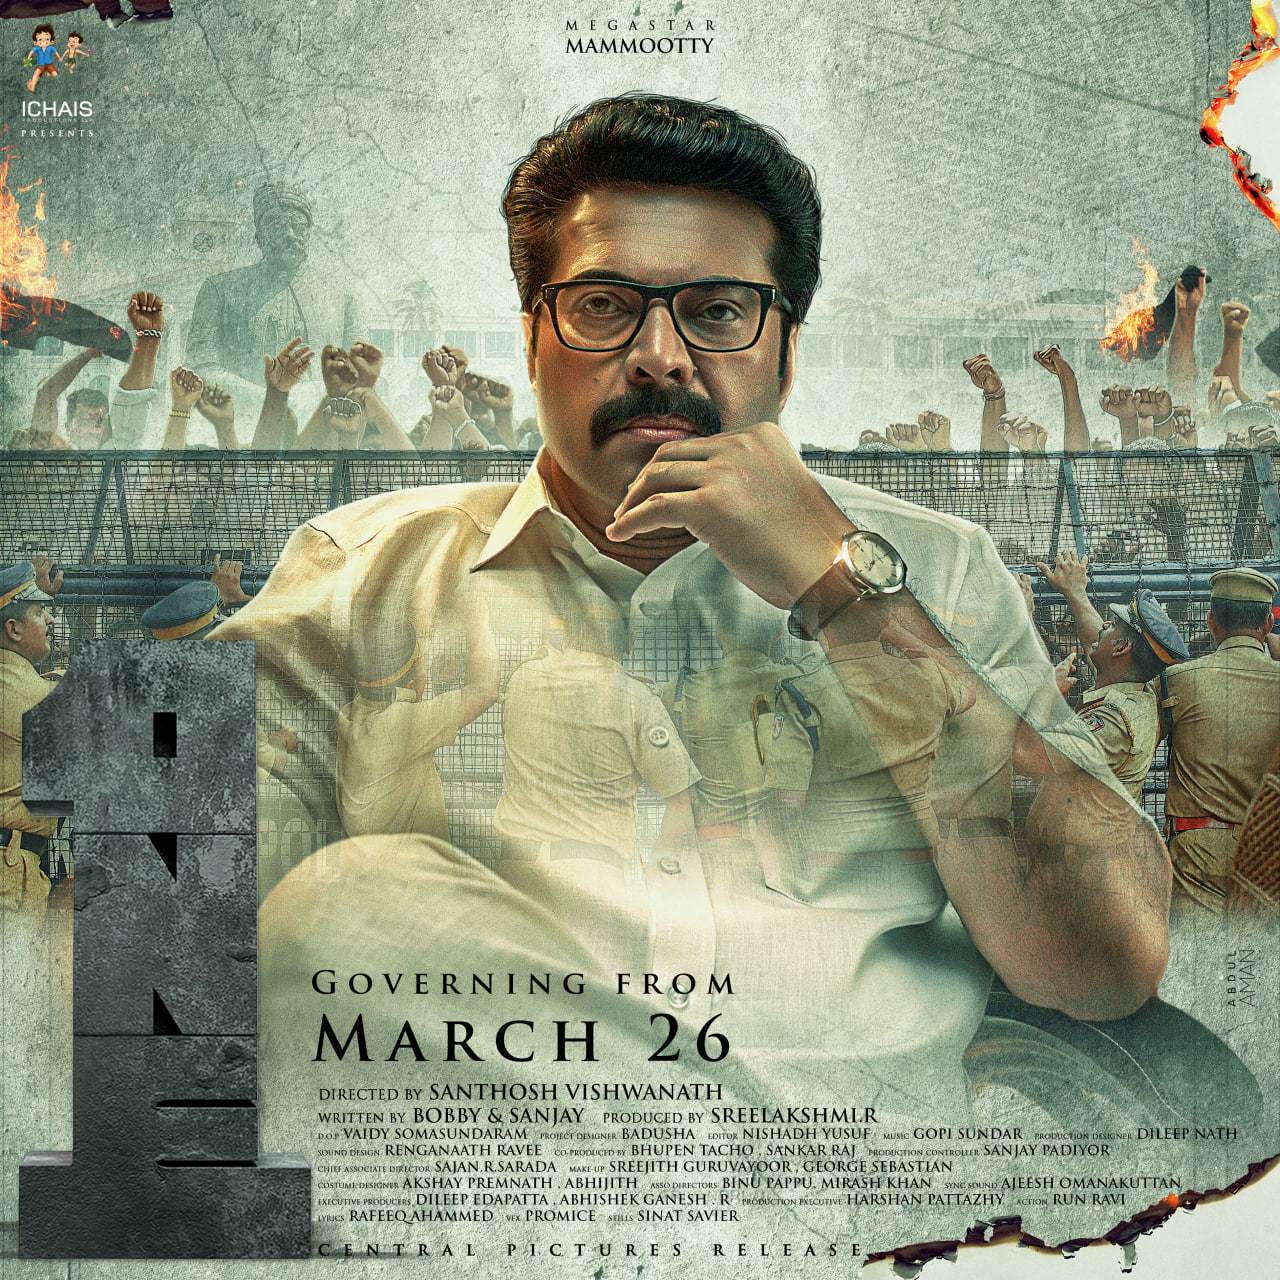 MEGASTAR
MAMMOOTTY
ICHAIS
PRODUCTIONS LLP
PRESENTS
ONE
GOVERNING FROM
MARCH 26
DIRECTED BY SANTHOSH VISHWANATH
WRITTEN BY BOBBY & SANJAY PRODUCED BY SREELAKSHMI.R
D.O.P VAIDY SOMASUNDARAM PROJECT DESIGNER BADUSHA EDITOR NISHADH YUSUF MUSIC GOPI SUNDAR PRODUCTION DESIGNER DILEEP NATH
SOUND DESIGN RENGANAATH RAVEE CO-PRODUCED BY BHUPEN TACHO , SANKAR RAJ PRODUCTION CONTROLLER SANJAY PADIYOR
CHIEF ASSOCIATE DIRECTOR SAJAN.R.SARADA MAKE UP SREEJITH GURUVAYOOR , GEORGE SEBASTIAN
COSTUME DESIGNER AKSHAY PREMNATH , ABHIJITH ASSO DIRECTORS BINU PAPPU, MIRASH KHAN SYNC SOUND AJEESH OMANAKUTTAN
EXECUTIVE PRODUCERS DILEEP EDAPATTA , ABHISHEK GANESH . R PRODUCTION EXECUTIVE HARSHAN PATTAZHY ACTION RUN RAVI
LYRICS RAFEEQ AHAMMED VFX PROMICE STILLS SINAT SAVIER
CENTRAL PICTURES RELEASE
ABDUL
AMAN